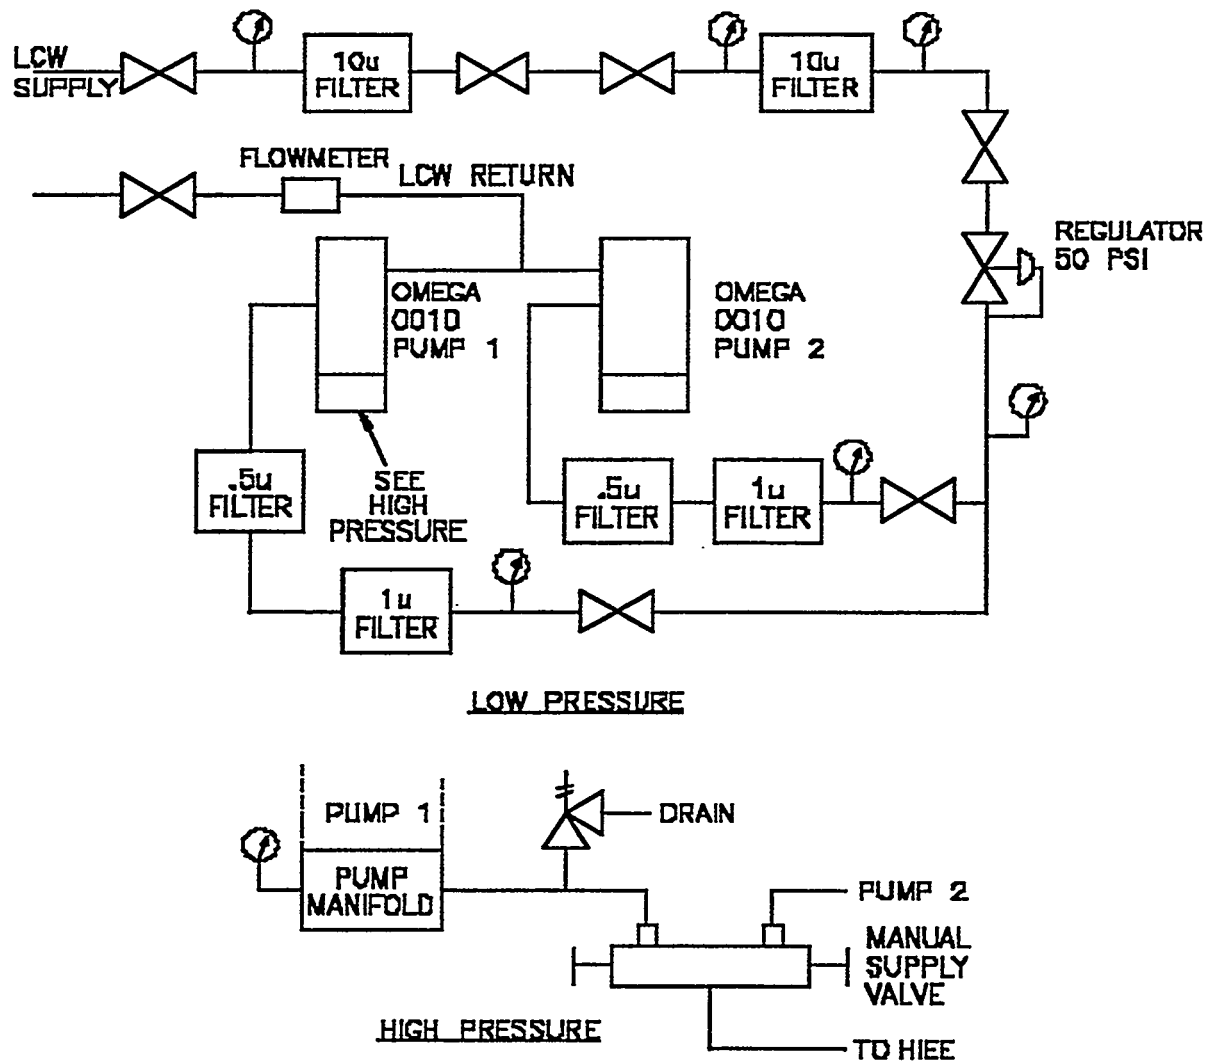 LCW
SUPPLY
10u
FILTER
10u
FILTER
FLOWMETER
LCW RETURN
REGULATOR
50 PSI
OMEGA
0010
PUMP 1
OMEGA
0010
PUMP 2
.5u
FILTER
SEE
HIGH
PRESSURE
.5u
FILTER
1u
FILTER
1u
FILTER
LOW PRESSURE
PUMP 1
DRAIN
PUMP
MANIFOLD
PUMP 2
MANUAL
SUPPLY
VALVE
HIGH PRESSURE
TO HIEE